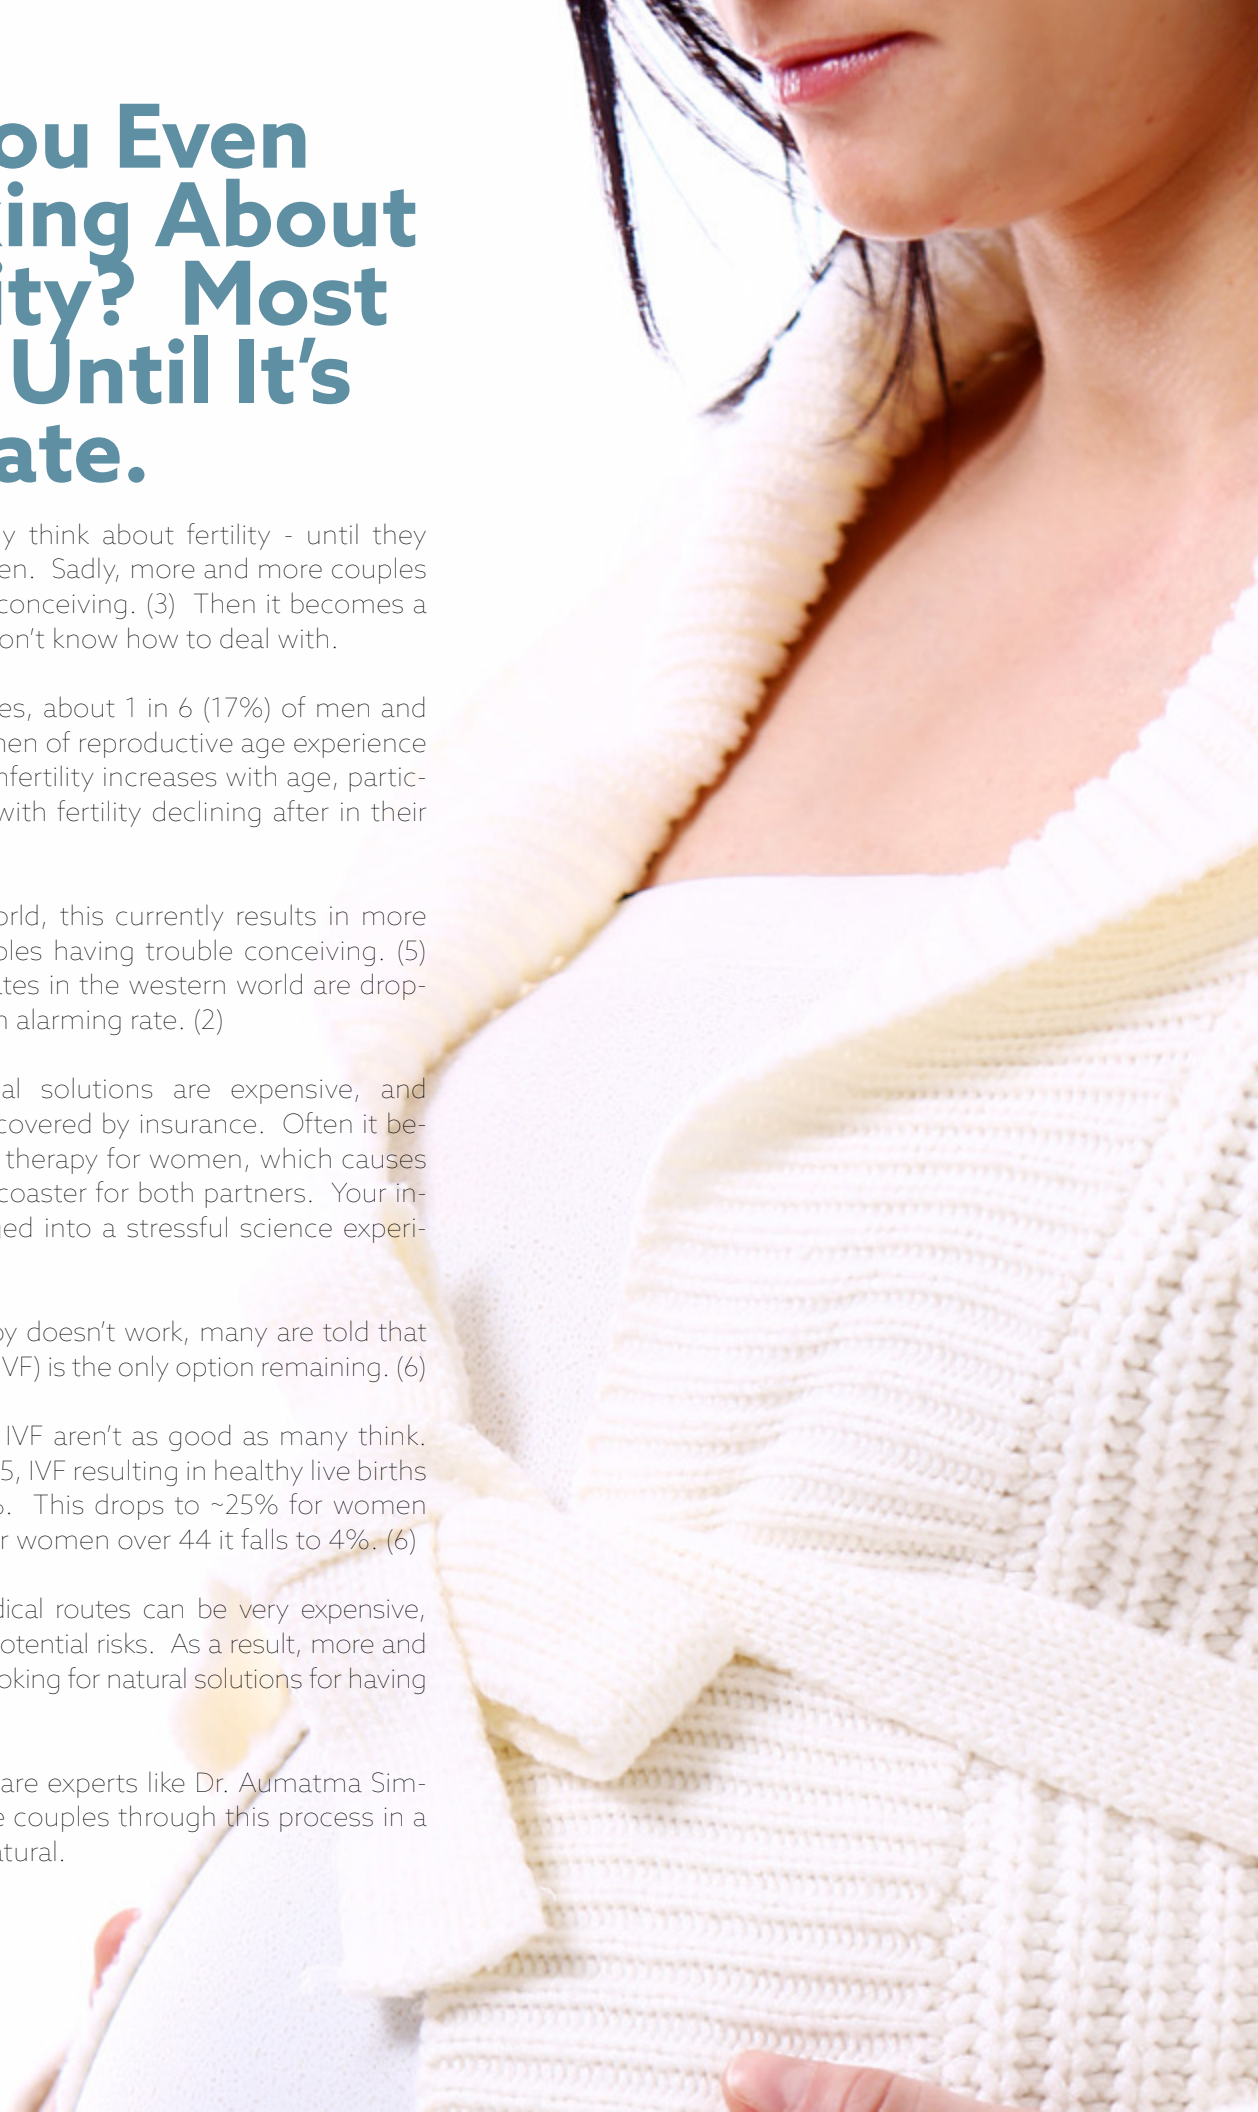 ou Even
ing About
ity? Most
Until It's
ate.
y think about fertility - until they
en. Sadly, more and more couples
conceiving. (3) Then it becomes a
on't know how to deal with.
es, about 1 in 6 (17%) of men and
en of reproductive age experience
nfertility increases with age, partic-
with fertility declining after in their
orld, this currently results in more
ples having trouble conceiving. (5)
ates in the western world are drop-
n alarming rate. (2)
al solutions are expensive, and
covered by insurance. Often it be-
therapy for women, which causes
coaster for both partners. Your in-
ged into a stressful science experi-
py doesn't work, many are told that
VF) is the only option remaining. (6)
IVF aren't as good as many think.
5, IVF resulting in healthy live births
%. This drops to ~25% for women
r women over 44 it falls to 4%. (6)
dical routes can be very expensive,
otential risks. As a result, more and
oking for natural solutions for having
are experts like Dr. Aumatma Sim-
e couples through this process in a
atural.